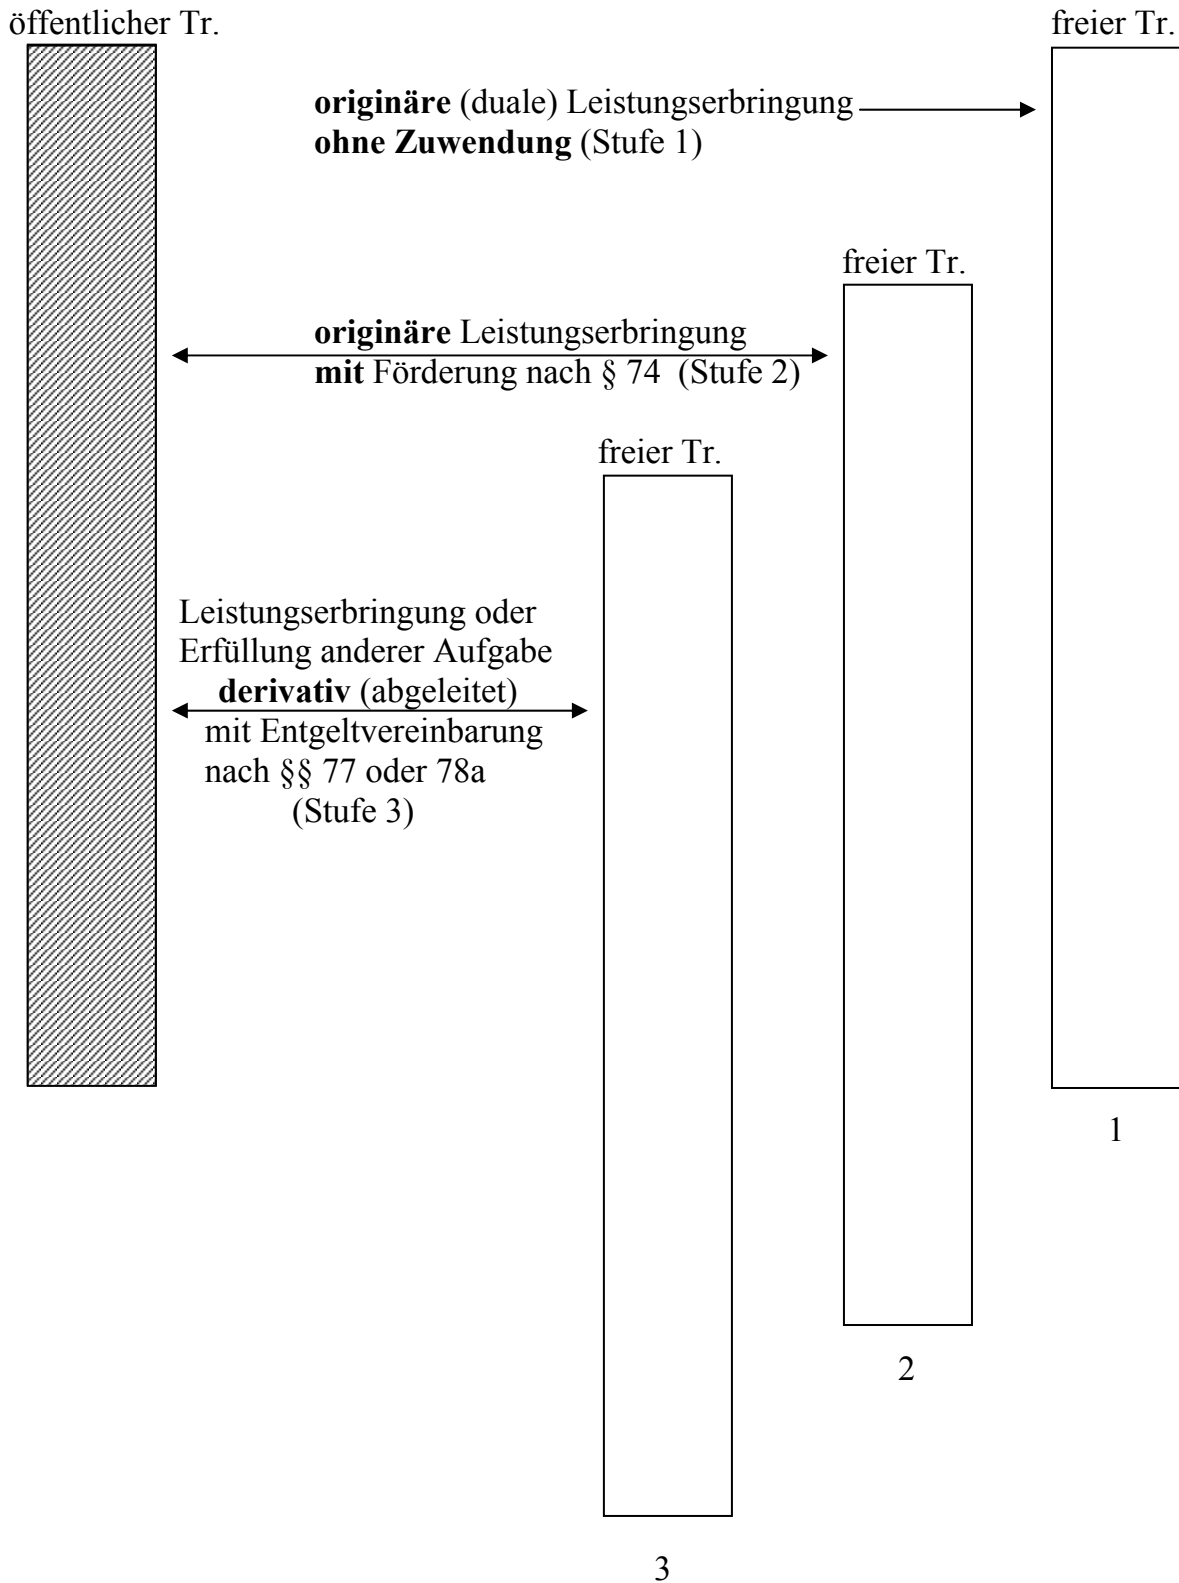 öffentlicher Tr.
freier Tr.
originäre (duale) Leistungserbringung
ohne Zuwendung (Stufe 1)
freier Tr.
originäre Leistungserbringung
mit Förderung nach § 74 (Stufe 2)
freier Tr.
Leistungserbringung oder
Erfüllung anderer Aufgabe
derivativ (abgeleitet)
mit Entgeltvereinbarung
nach §§ 77 oder 78a
(Stufe 3)
1
2
3